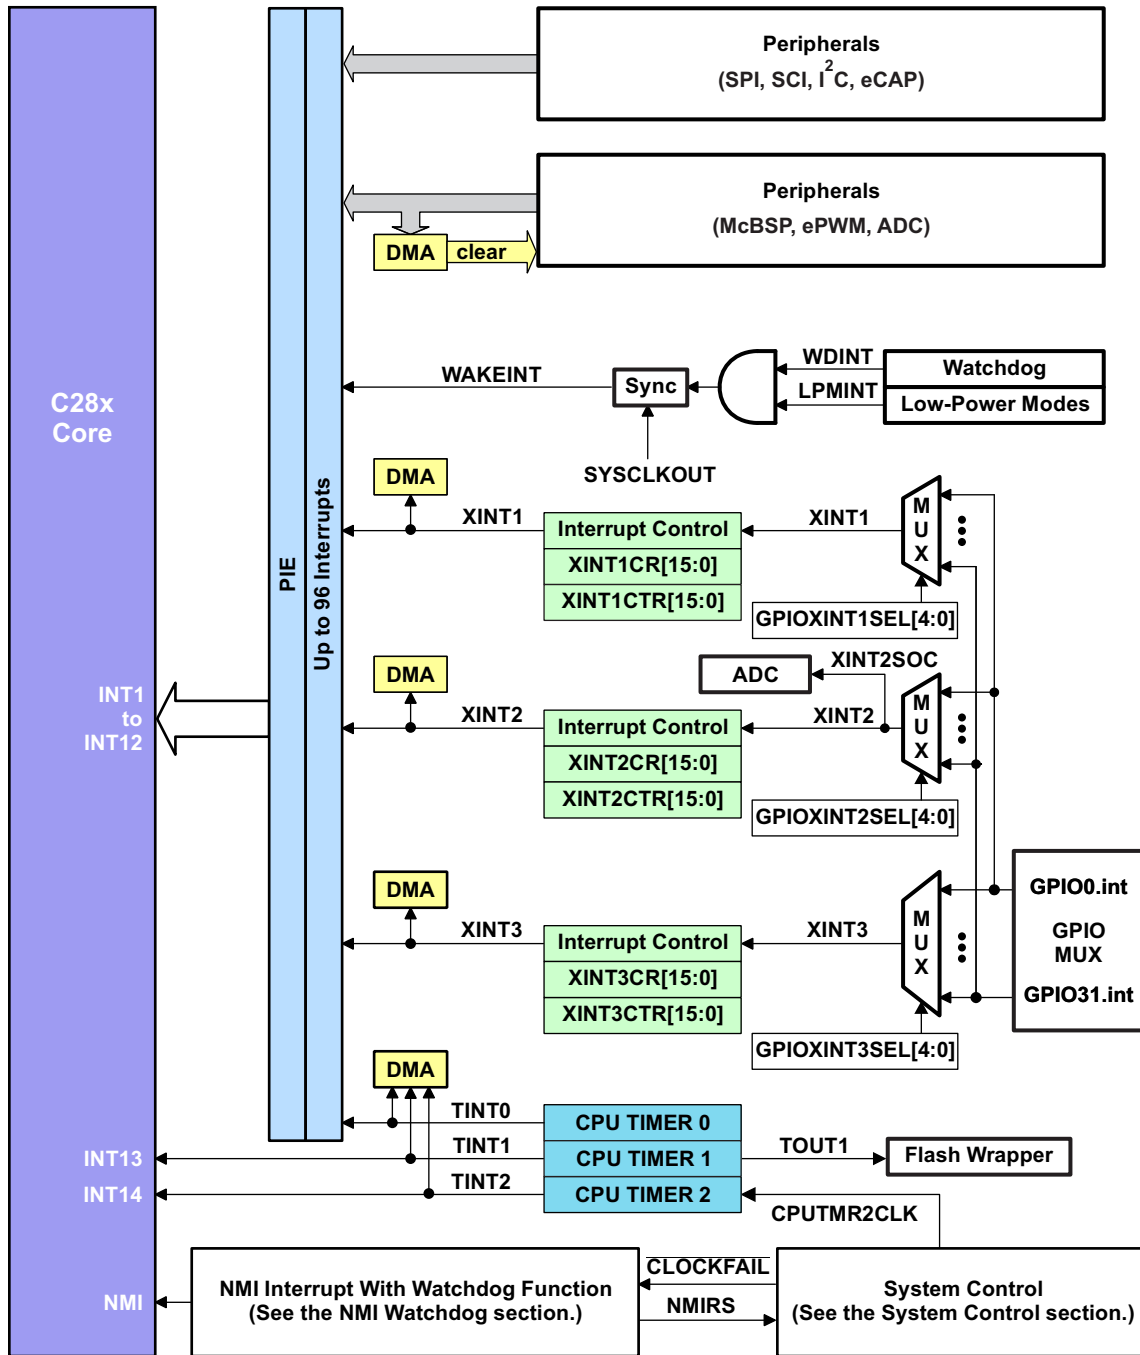 Peripherals
(SPI, SCI, I²C, eCAP)
Peripherals
(McBSP, ePWM, ADC)
DMA
clear
C28x
Core
PIE
Up to 96 Interrupts
WAKEINT
Sync
SYSCLKOUT
WDINT
LPMINT
Watchdog
Low-Power Modes
DMA
XINT1
Interrupt Control
XINT1CR[15:0]
XINT1CTR[15:0]
XINT1
MUX
GPIOXINT1SEL[4:0]
INT1
to
INT12
DMA
XINT2
Interrupt Control
XINT2CR[15:0]
XINT2CTR[15:0]
ADC
XINT2SOC
XINT2
MUX
GPIOXINT2SEL[4:0]
DMA
XINT3
Interrupt Control
XINT3CR[15:0]
XINT3CTR[15:0]
XINT3
MUX
GPIOXINT3SEL[4:0]
GPIO0.int
GPIO
MUX
GPIO31.int
DMA
TINT0
CPU TIMER 0
INT13
TINT1
CPU TIMER 1
TOUT1
Flash Wrapper
INT14
TINT2
CPU TIMER 2
CPUTMR2CLK
NMI
NMI Interrupt With Watchdog Function
(See the NMI Watchdog section.)
CLOCKFAIL
NMIRS
System Control
(See the System Control section.)